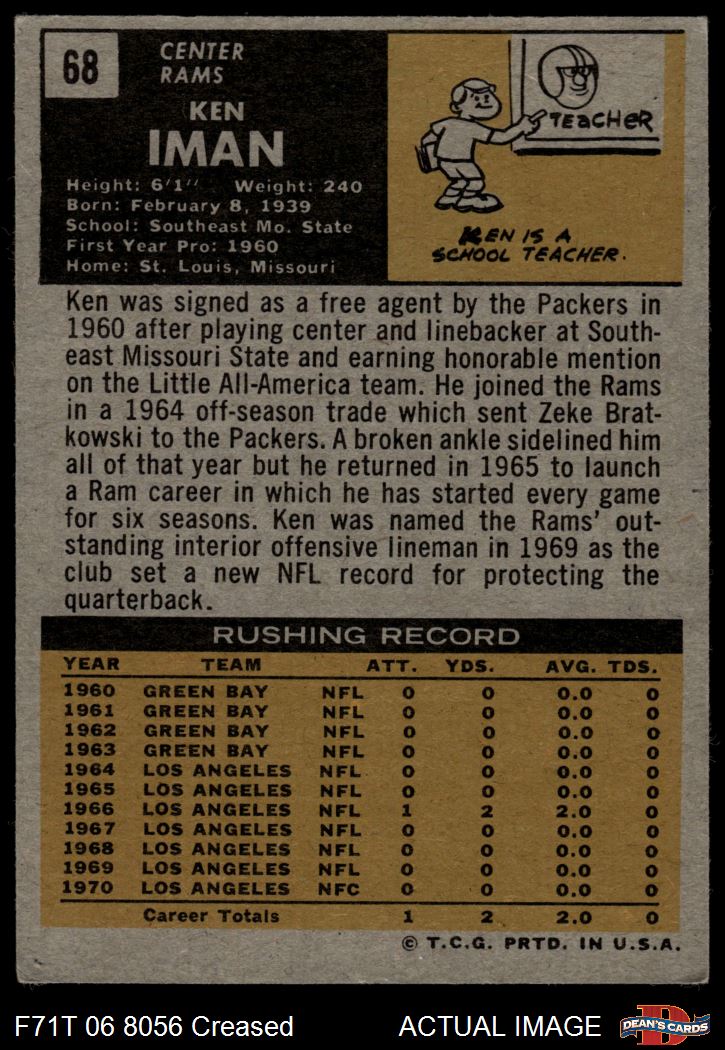 68
CENTER
RAMS
KEN
IMAN
Height: 6'1" Weight: 240
Born: February 8, 1939
School: Southeast Mo. State
First Year Pro: 1960
Home: St. Louis, Missouri
TEACHER
KEN IS A
SCHOOL TEACHER.
Ken was signed as a free agent by the Packers in
1960 after playing center and linebacker at South-
east Missouri State and earning honorable mention
on the Little All-America team. He joined the Rams
in a 1964 off-season trade which sent Zeke Brat-
kowski to the Packers. A broken ankle sidelined him
all of that year but he returned in 1965 to launch
a Ram career in which he has started every game
for six seasons. Ken was named the Rams' out-
standing interior offensive lineman in 1969 as the
club set a new NFL record for protecting the
quarterback.
RUSHING RECORD
YEAR TEAM ATT. YDS. AVG. TDS.
1960 GREEN BAY NFL 0 0 0.0 0
1961 GREEN BAY NFL 0 0 0.0 0
1962 GREEN BAY NFL 0 0 0.0 0
1963 GREEN BAY NFL 0 0 0.0 0
1964 LOS ANGELES NFL 0 0 0.0 0
1965 LOS ANGELES NFL 0 0 0.0 0
1966 LOS ANGELES NFL 1 2 2.0 0
1967 LOS ANGELES NFL 0 0 0.0 0
1968 LOS ANGELES NFL 0 0 0.0 0
1969 LOS ANGELES NFL 0 0 0.0 0
1970 LOS ANGELES NFC 0 0 0.0 0
Career Totals 1 2 2.0 0
© T.C.G. PRTD. IN U.S.A.
F71T 06 8056 Creased ACTUAL IMAGE
D
DEAN'S CARDS